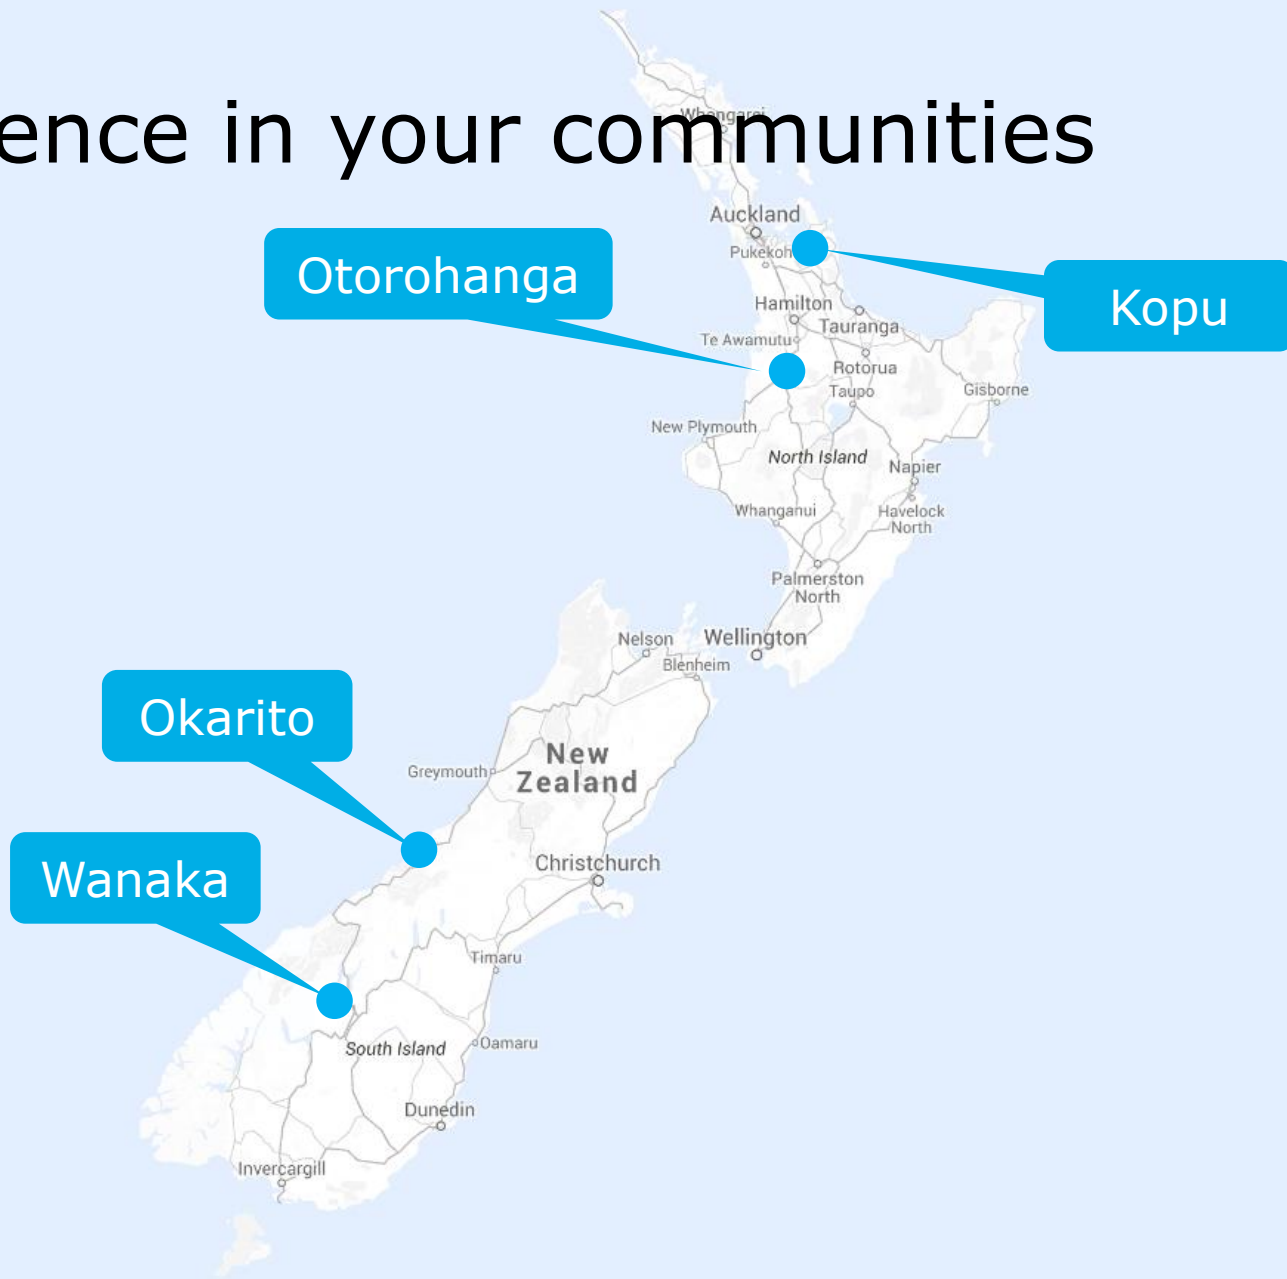 ence in your communities
Whangarei
Auckland
Pukekoh
Otorohanga
Kopu
Hamilton
Tauranga
Te Awamutu
Rotorua
Taupo
Gisborne
New Plymouth
North Island
Napier
Whanganui
Havelock
North
Palmerston
North
Nelson
Wellington
Blenheim
Okarito
New
Zealand
Greymouth
Wanaka
Christchurch
Timaru
South Island
Oamaru
Dunedin
Invercargill